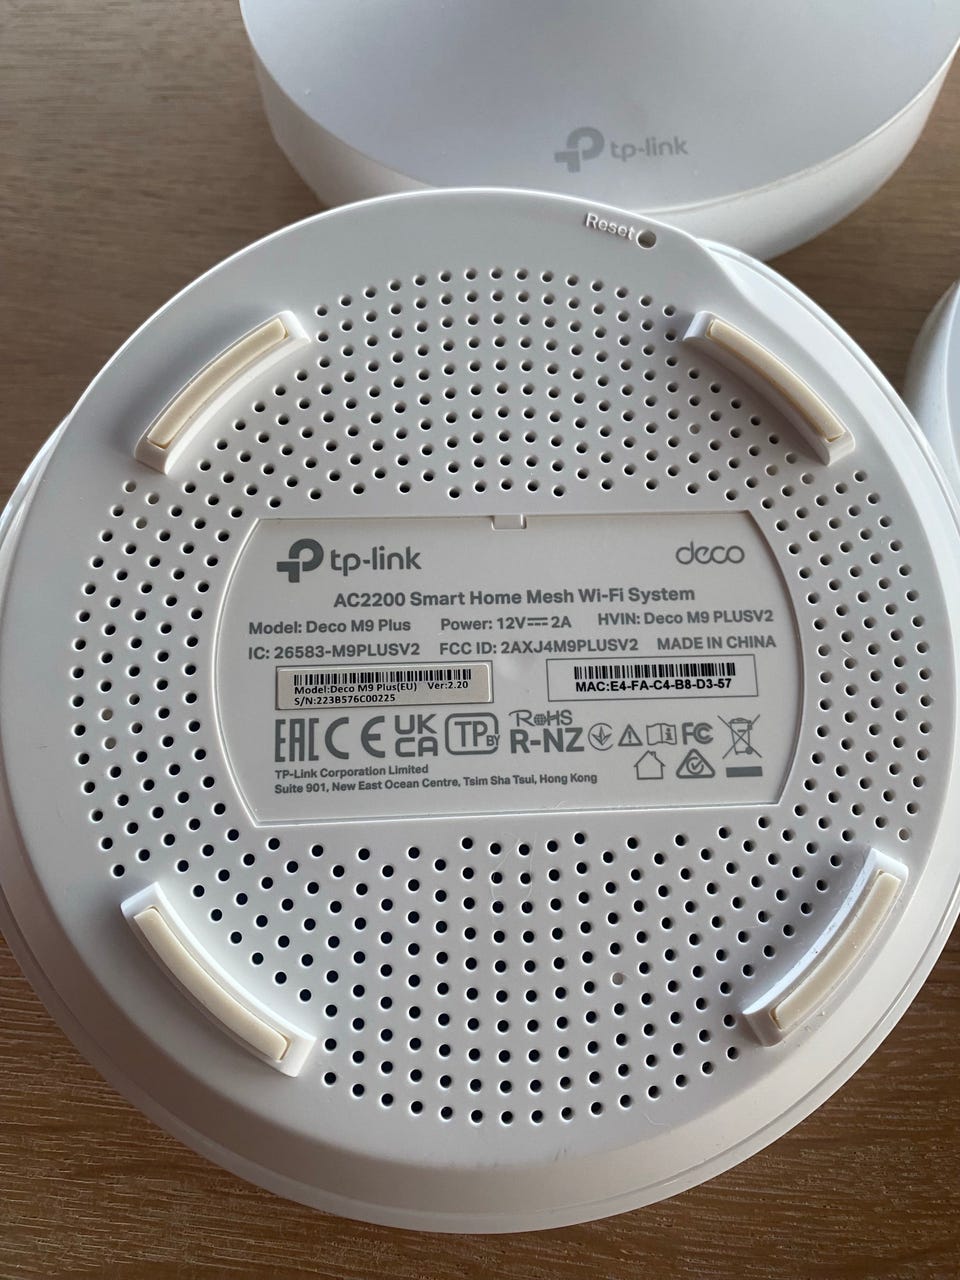 tp-link
Reset
tp-link deco
AC2200 Smart Home Mesh Wi-Fi System
Model: Deco M9 Plus Power: 12V⎓2A HVIN: Deco M9 PLUSV2
IC: 26583-M9PLUSV2 FCC ID: 2AXJ4M9PLUSV2 MADE IN CHINA
Model:Deco M9 Plus(EU) Ver:2.20
S/N:223B576C00225
MAC:E4-FA-C4-B8-D3-57
EAC CE UKCA TP BY RoHS FC
R-NZ
TP-Link Corporation Limited
Suite 901, New East Ocean Centre, Tsim Sha Tsui, Hong Kong